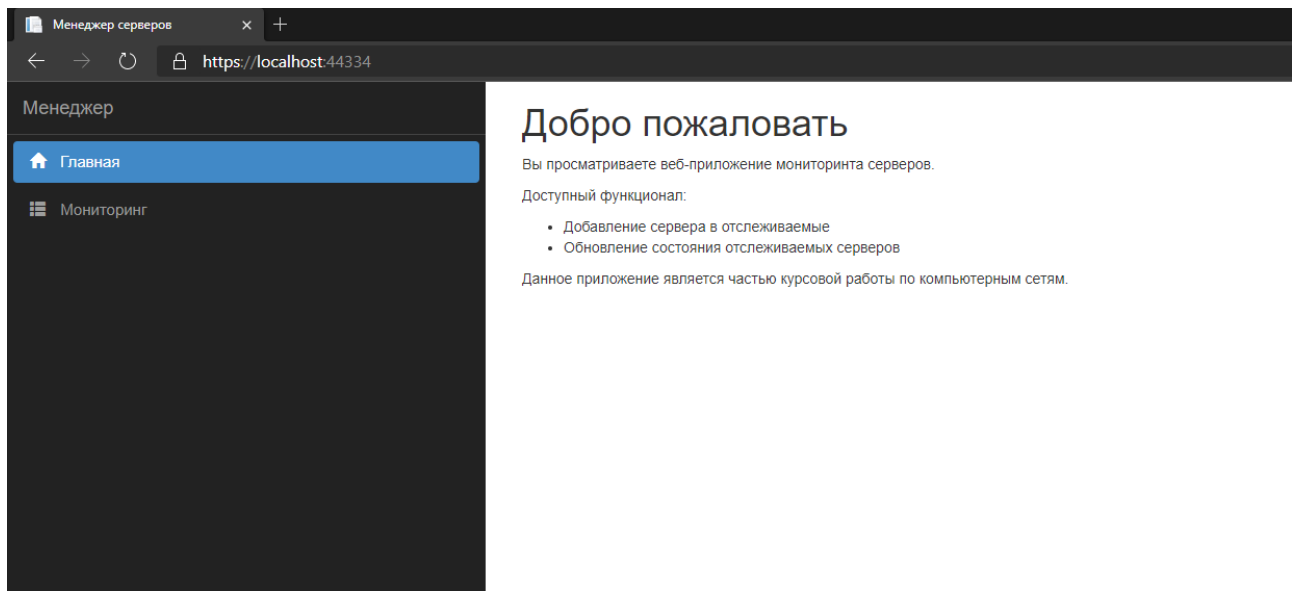 Менеджер серверов
https://localhost:44334
Менеджер
Главная
Мониторинг
Добро пожаловать
Вы просматриваете веб-приложение мониторинта серверов.
Доступный функционал:
• Добавление сервера в отслеживаемые
• Обновление состояния отслеживаемых серверов
Данное приложение является частью курсовой работы по компьютерным сетям.